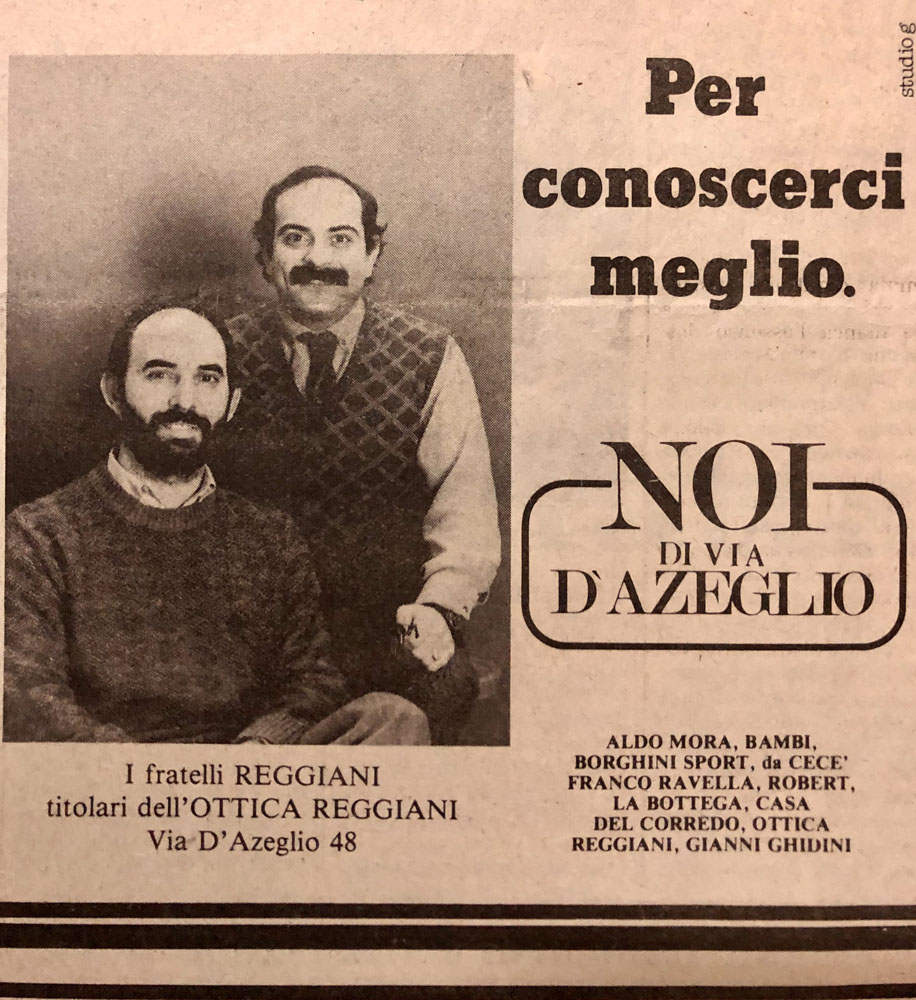 studio g
Per
conoscerci
meglio.
NOI
DI VIA
D'AZEGLIO
I fratelli REGGIANI
titolari dell'OTTICA REGGIANI
Via D'Azeglio 48
ALDO MORA, BAMBI,
BORGHINI SPORT, da CECE'
FRANCO RAVELLA, ROBERT,
LA BOTTEGA, CASA
DEL CORREDO, OTTICA
REGGIANI, GIANNI GHIDINI